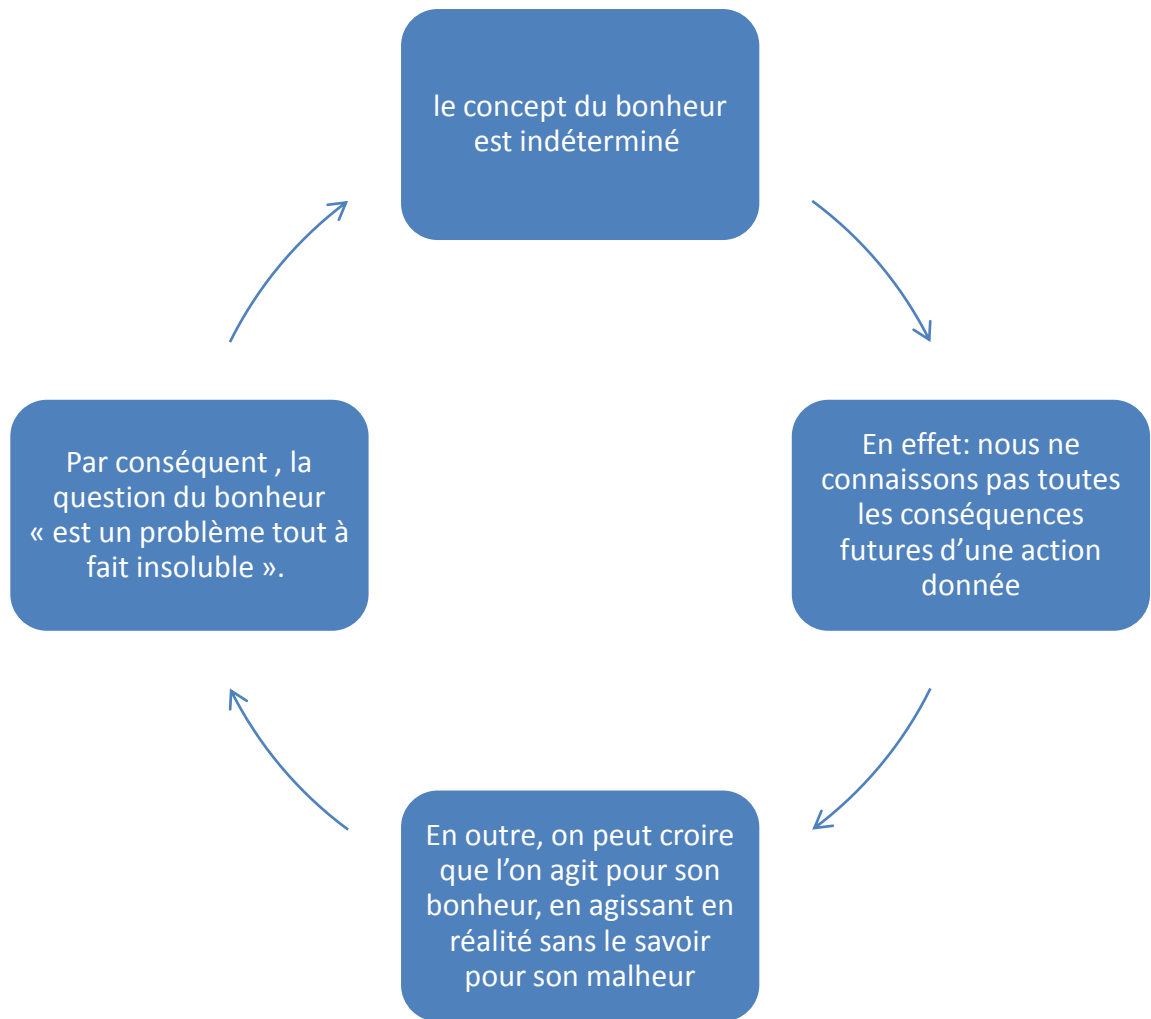 le concept du bonheur
est indéterminé
En effet: nous ne
connaissons pas toutes
les conséquences
futures d’une action
donnée
En outre, on peut croire
que l’on agit pour son
bonheur, en agissant en
réalité sans le savoir
pour son malheur
Par conséquent , la
question du bonheur
« est un problème tout à
fait insoluble ».